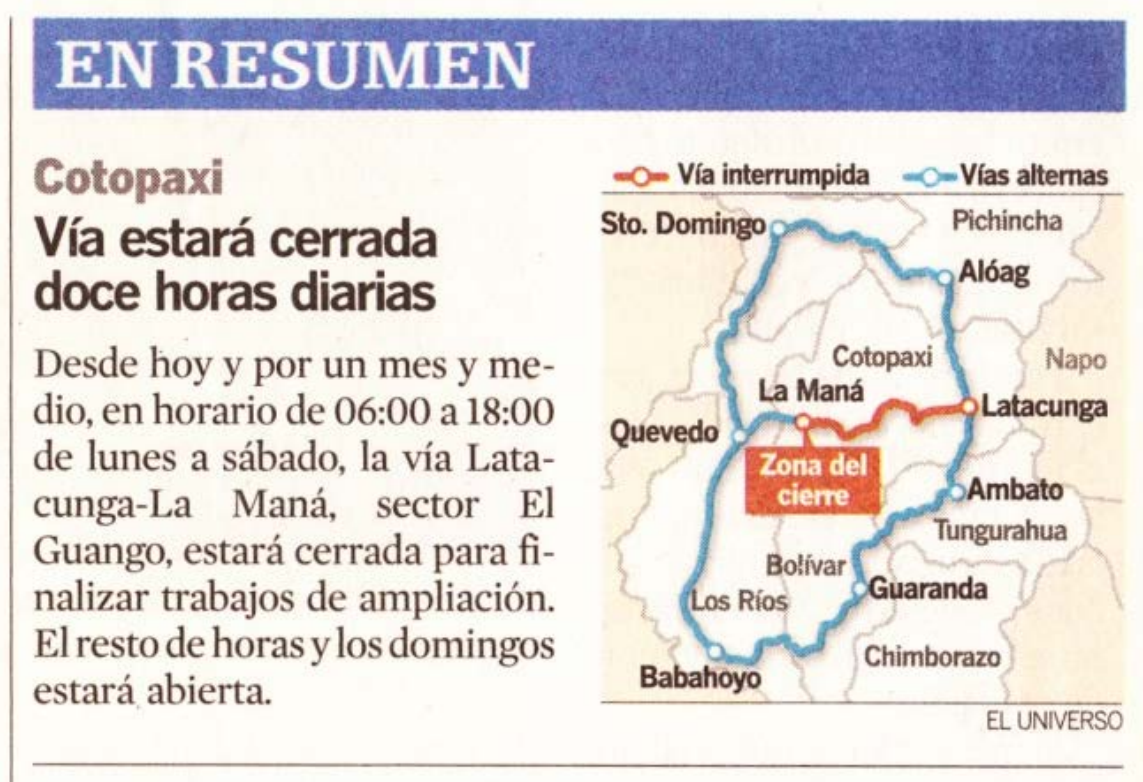 EN RESUMEN
Cotopaxi
Vía estará cerrada
doce horas diarias
Desde hoy y por un mes y me-
dio, en horario de 06:00 a 18:00
de lunes a sábado, la vía Lata-
cunga-La Maná, sector El
Guango, estará cerrada para fi-
nalizar trabajos de ampliación.
El resto de horas y los domingos
estará abierta.
Vía interrumpida
Vías alternas
Sto. Domingo
Pichincha
Alóag
Cotopaxi
Napo
La Maná
Latacunga
Quevedo
Zona del
cierre
Ambato
Tungurahua
Bolívar
Guaranda
Los Ríos
Chimborazo
Babahoyo
EL UNIVERSO